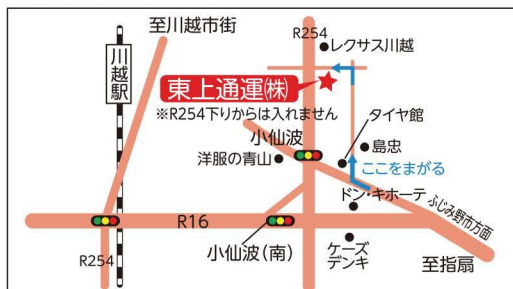 至川越市街
R254
レクサス川越
川越駅
東上通運(株)
※R254下りからは入れません
タイヤ館
小仙波
島忠
洋服の青山
ここをまがる
ドン・キホーテ
ふじみ野市方面
R16
小仙波(南)
ケーズ
デンキ
R254
至指扇